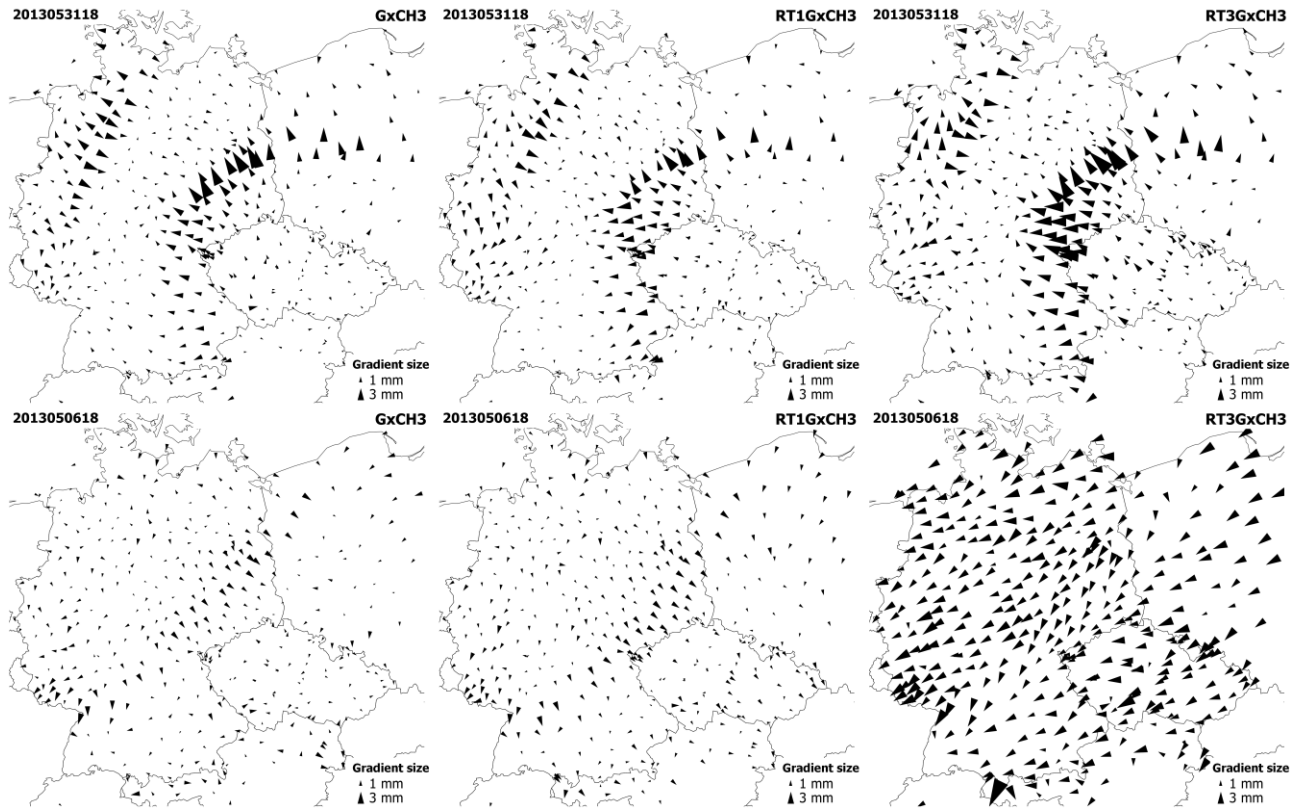 2013053118 GxCH3
Gradient size
1 mm
3 mm
2013053118 RT1GxCH3
Gradient size
1 mm
3 mm
2013053118 RT3GxCH3
Gradient size
1 mm
3 mm
2013050618 GxCH3
Gradient size
1 mm
3 mm
2013050618 RT1GxCH3
Gradient size
1 mm
3 mm
2013050618 RT3GxCH3
Gradient size
1 mm
3 mm